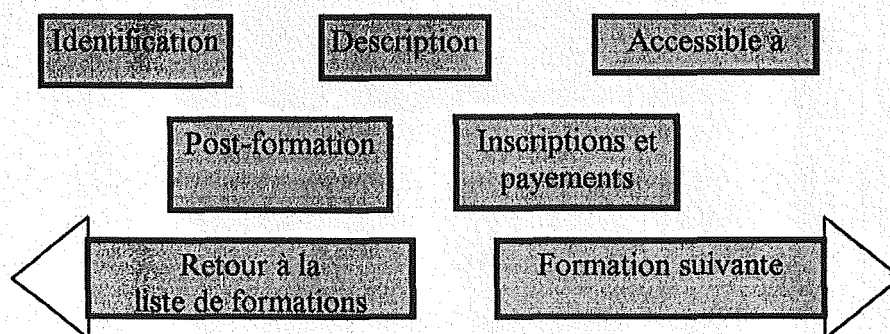 Identification
Description
Accessible à
Post-formation
Inscriptions et
payements
Retour à la
liste de formations
Formation suivante